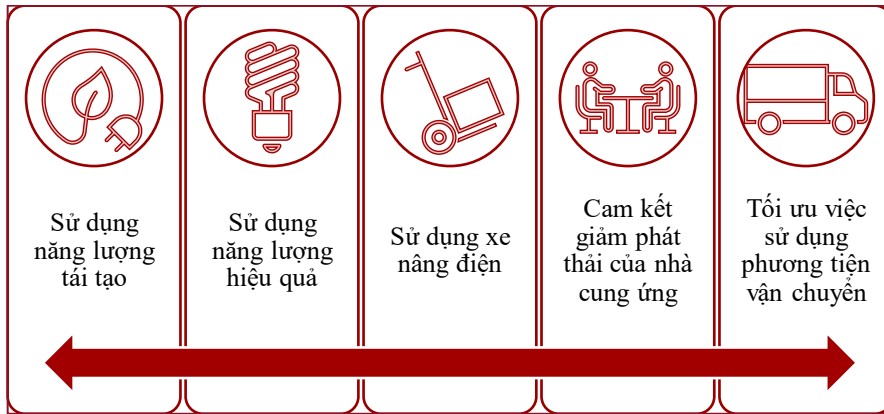 Sử dụng
năng lượng
tái tạo
Sử dụng
năng lượng
hiệu quả
Sử dụng xe
nâng điện
Cam kết
giảm phát
thải của nhà
cung ứng
Tối ưu việc
sử dụng
phương tiện
vận chuyển